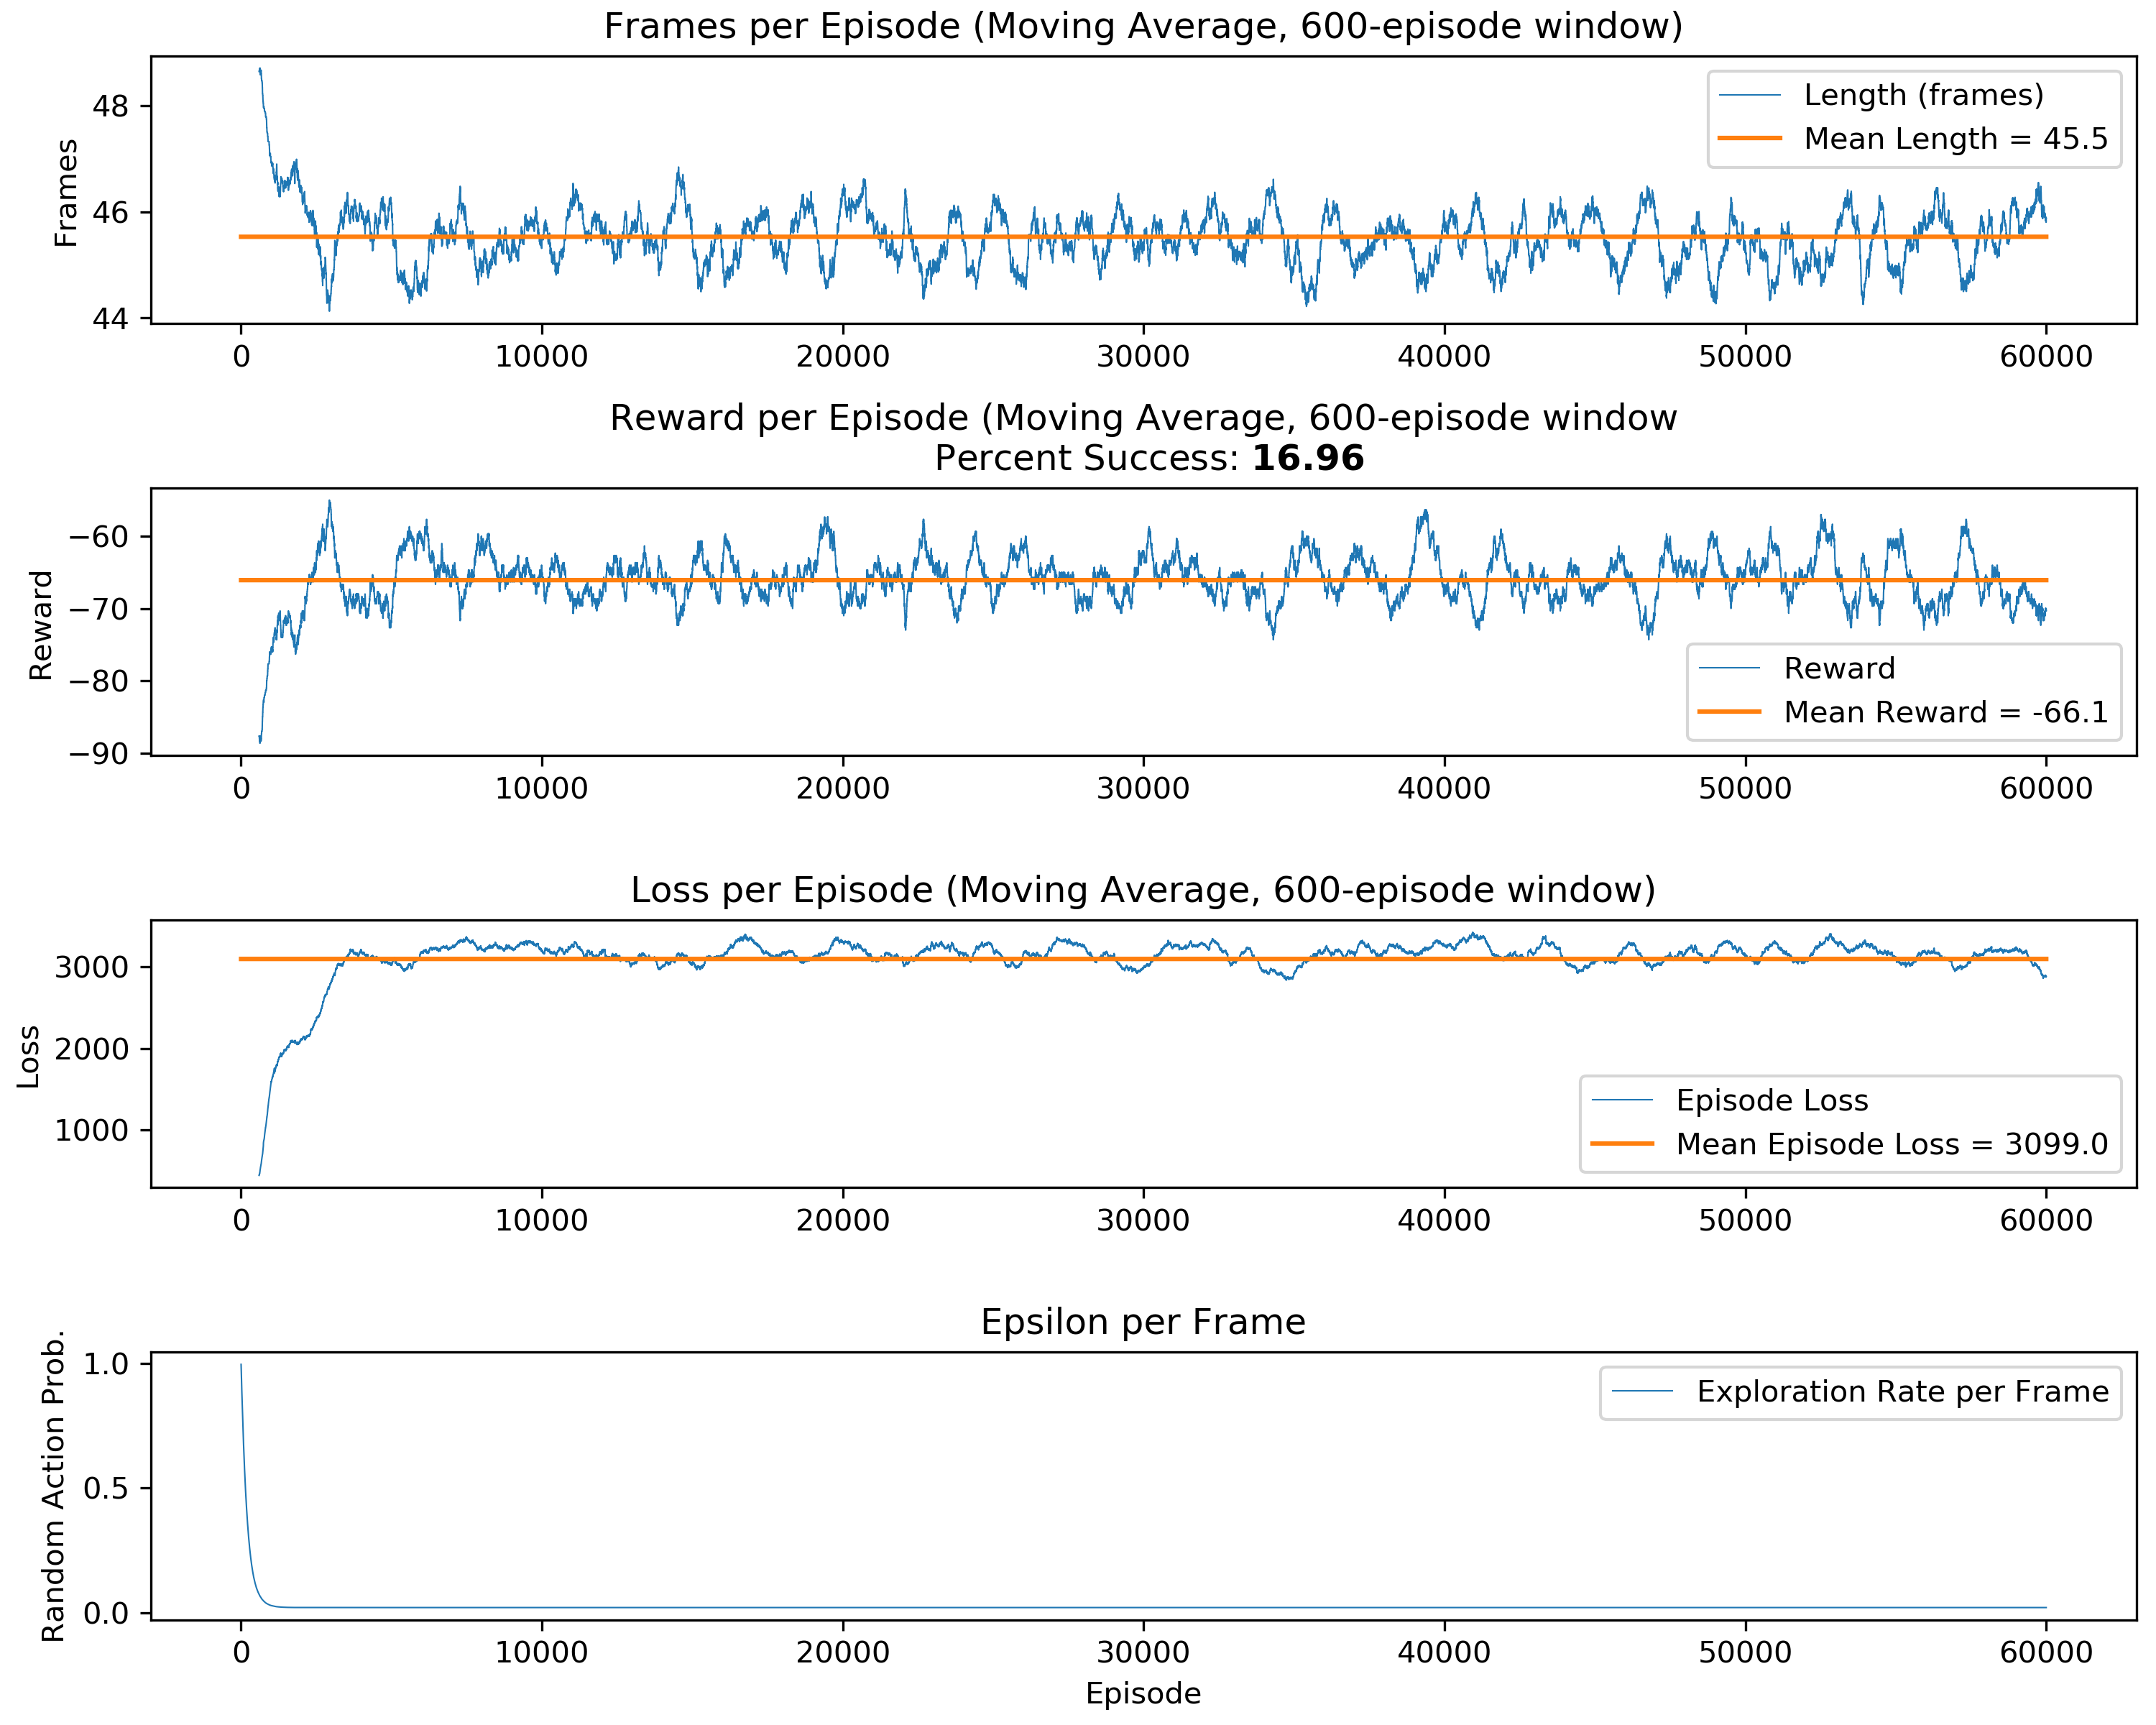 Frames per Episode (Moving Average, 600-episode window)
Frames
48
46
44
Length (frames)
Mean Length = 45.5
0 10000 20000 30000 40000 50000 60000
Reward per Episode (Moving Average, 600-episode window
Percent Success: 16.96
Reward
−60
−70
−80
−90
Reward
Mean Reward = -66.1
0 10000 20000 30000 40000 50000 60000
Loss per Episode (Moving Average, 600-episode window)
Loss
3000
2000
1000
Episode Loss
Mean Episode Loss = 3099.0
0 10000 20000 30000 40000 50000 60000
Epsilon per Frame
Random Action Prob.
1.0
0.5
0.0
Exploration Rate per Frame
0 10000 20000 30000 40000 50000 60000
Episode